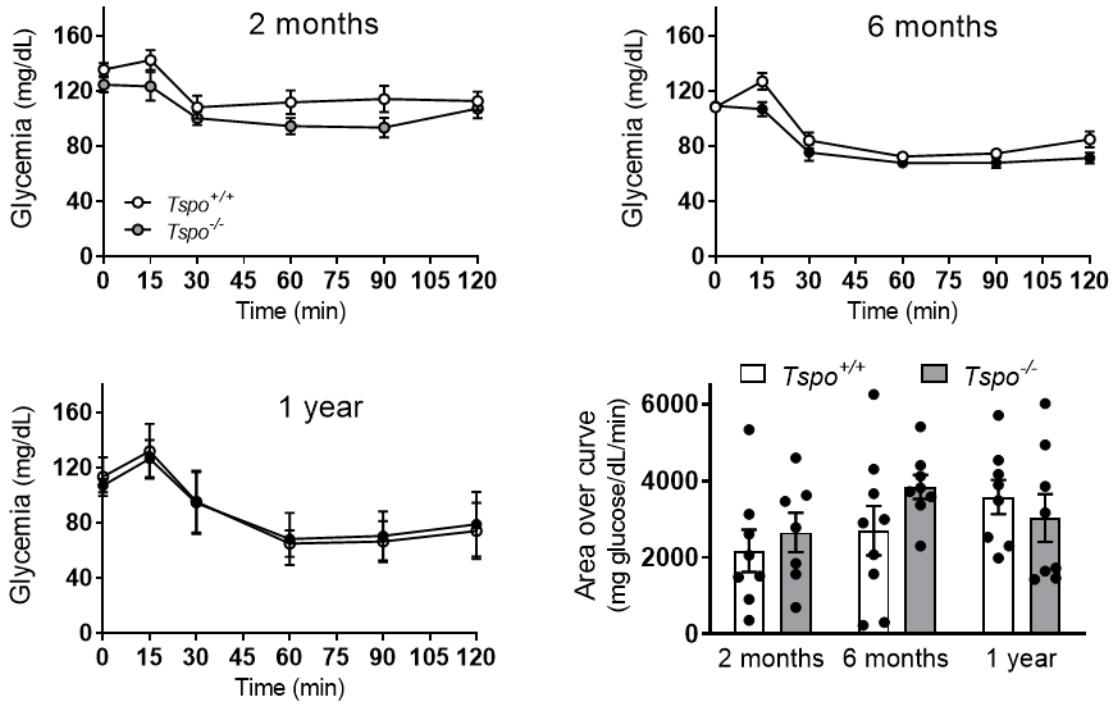 2 months
Glycemia (mg/dL)
160
120
80
40
0
Tspo+/+
Tspo-/-
0 15 30 45 60 75 90 105 120
Time (min)
6 months
Glycemia (mg/dL)
160
120
80
40
0
0 15 30 45 60 75 90 105 120
Time (min)
1 year
Glycemia (mg/dL)
160
120
80
40
0
0 15 30 45 60 75 90 105 120
Time (min)
Tspo+/+ Tspo-/-
Area over curve
(mg glucose/dL/min)
6000
4000
2000
0
2 months 6 months 1 year